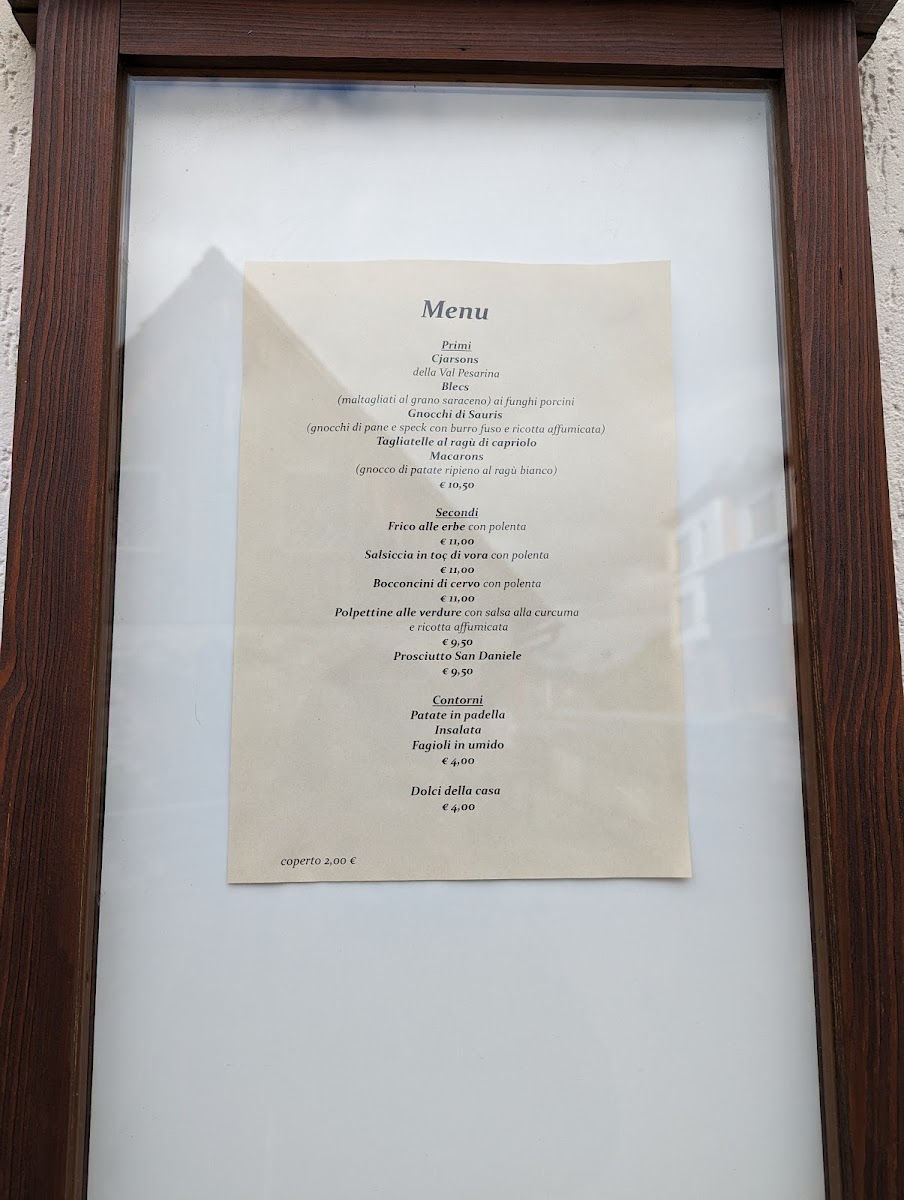 Menu
Primi
Cjarsons
della Val Pesarina
Blecs
(maltagliati al grano saraceno) ai funghi porcini
Gnocchi di Sauris
(gnocchi di pane e speck con burro fuso e ricotta affumicata)
Tagliatelle al ragù di capriolo
Macarons
(gnocco di patate ripieno al ragù bianco)
€ 10,50
Secondi
Frico alle erbe con polenta
€ 11,00
Salsiccia in toç di vora con polenta
€ 11,00
Bocconcini di cervo con polenta
€ 11,00
Polpettine alle verdure con salsa alla curcuma
e ricotta affumicata
€ 9,50
Prosciutto San Daniele
€ 9,50
Contorni
Patate in padella
Insalata
Fagioli in umido
€ 4,00
Dolci della casa
€ 4,00
coperto 2,00 €